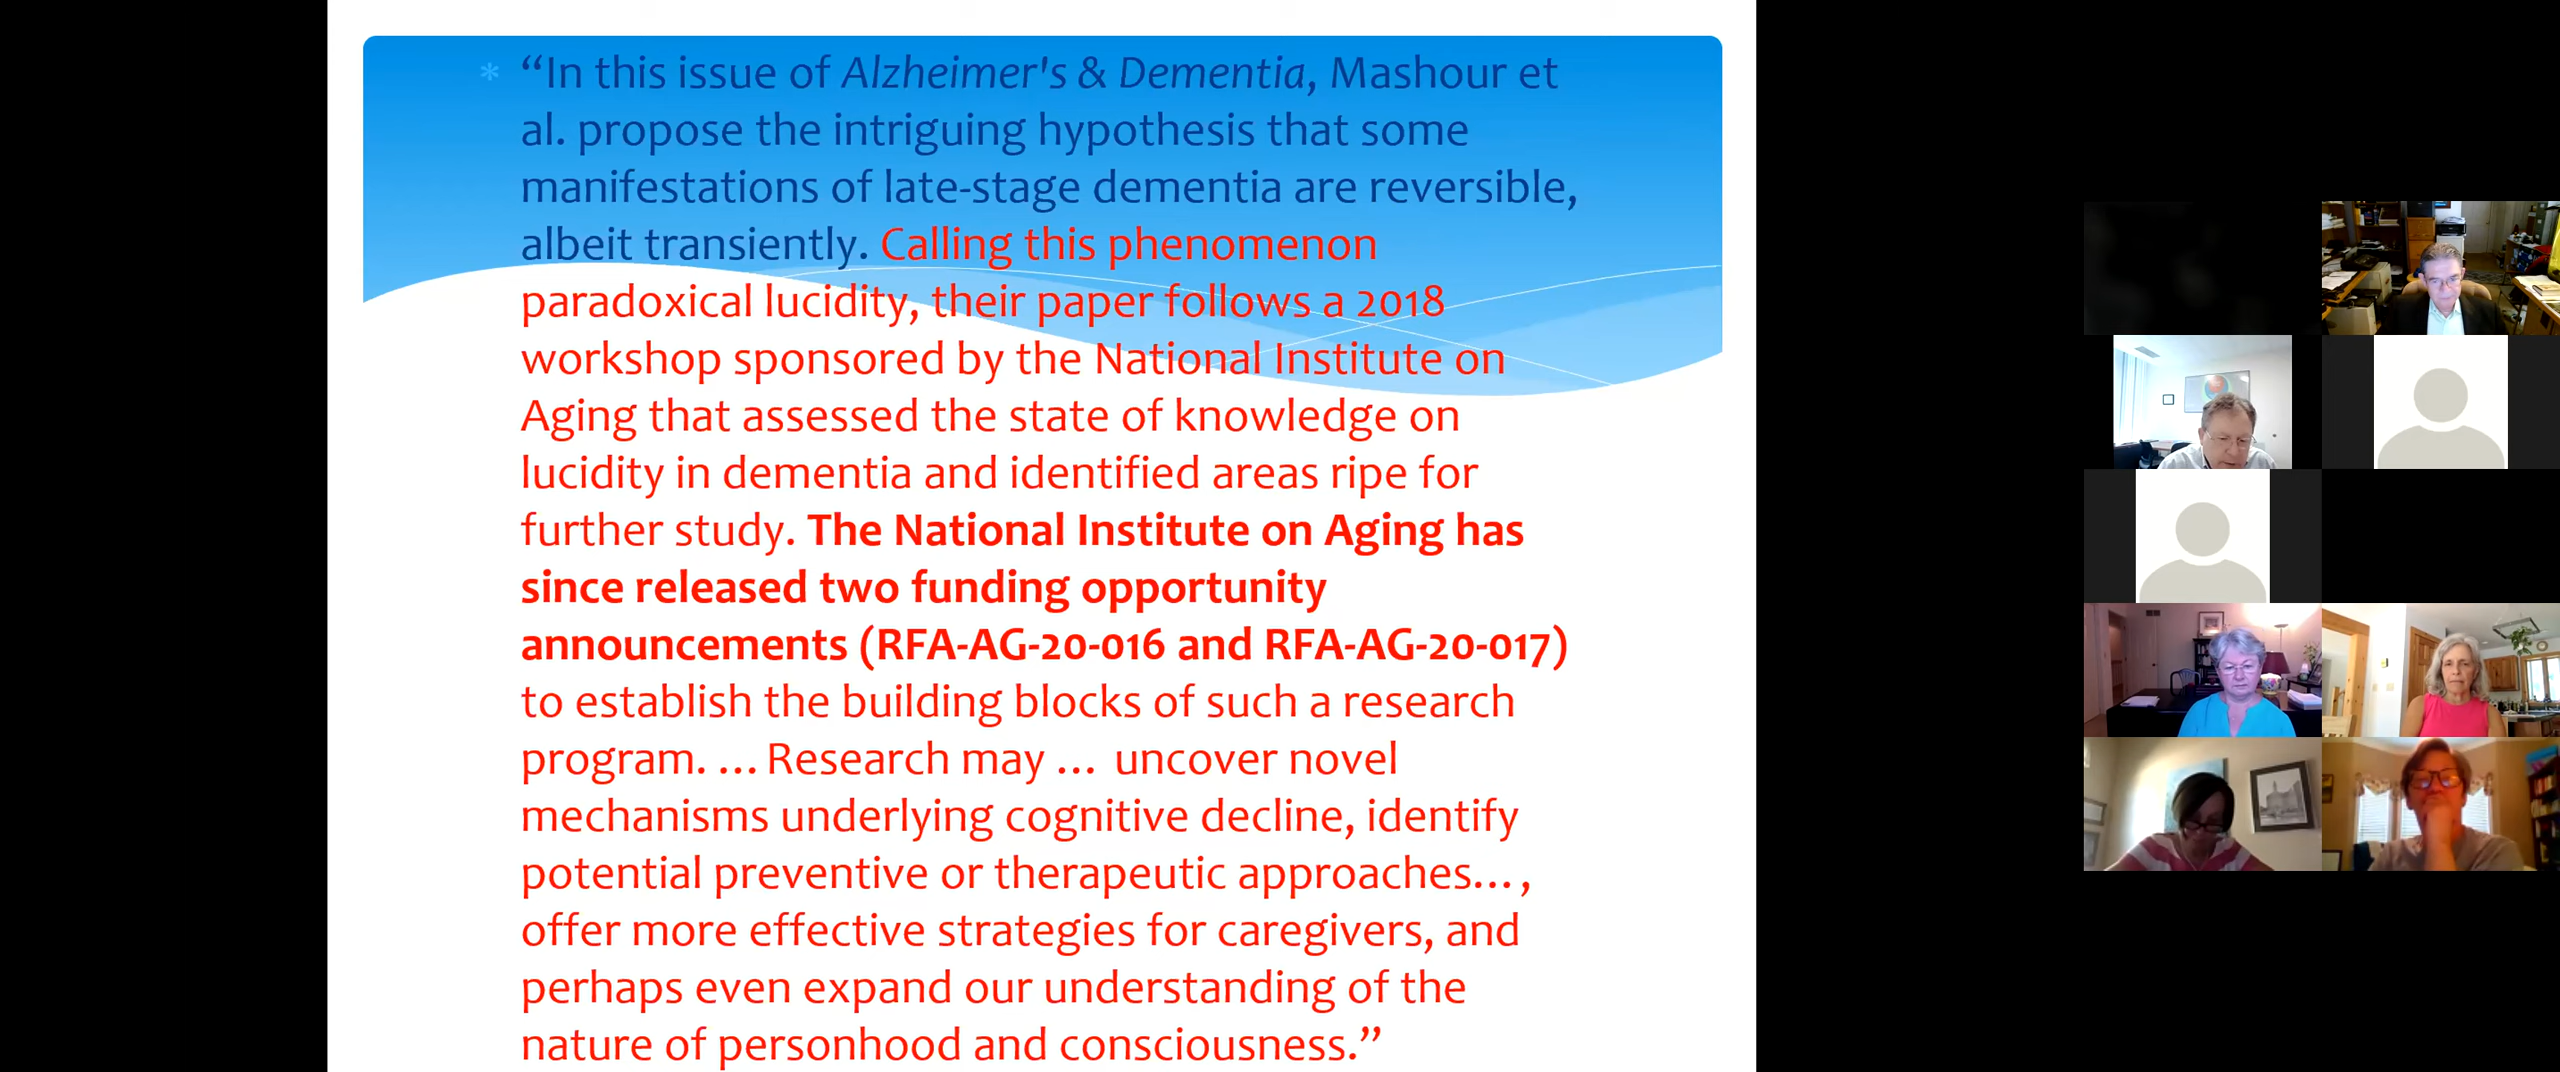 * “In this issue of Alzheimer's & Dementia, Mashour et
al. propose the intriguing hypothesis that some
manifestations of late-stage dementia are reversible,
albeit transiently. Calling this phenomenon
paradoxical lucidity, their paper follows a 2018
workshop sponsored by the National Institute on
Aging that assessed the state of knowledge on
lucidity in dementia and identified areas ripe for
further study. The National Institute on Aging has
since released two funding opportunity
announcements (RFA-AG-20-016 and RFA-AG-20-017)
to establish the building blocks of such a research
program. … Research may … uncover novel
mechanisms underlying cognitive decline, identify
potential preventive or therapeutic approaches…,
offer more effective strategies for caregivers, and
perhaps even expand our understanding of the
nature of personhood and consciousness.”